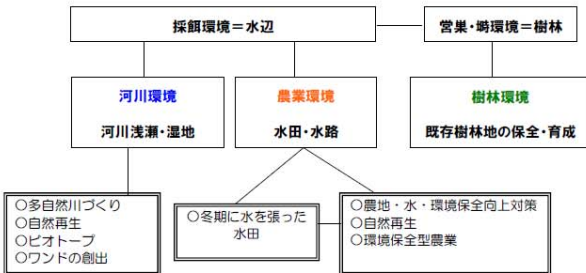 採餌環境＝水辺
営巣・塒環境＝樹林
河川環境
河川浅瀬・湿地
農業環境
水田・水路
樹林環境
既存樹林地の保全・育成
○多自然川づくり
○自然再生
○ビオトープ
○ワンドの創出
○冬期に水を張った
水田
○農地・水・環境保全向上対策
○自然再生
○環境保全型農業